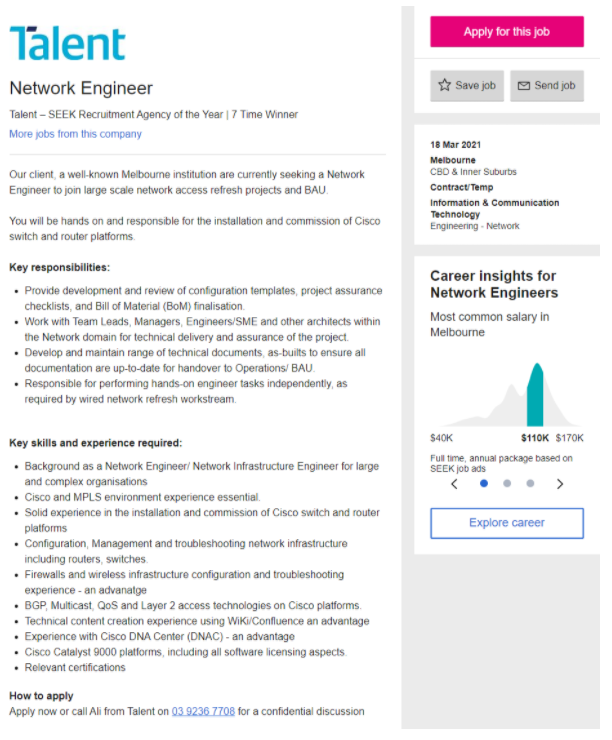 Talent
Network Engineer
Talent – SEEK Recruitment Agency of the Year | 7 Time Winner
More jobs from this company
Our client, a well-known Melbourne institution are currently seeking a Network
Engineer to join large scale network access refresh projects and BAU.
You will be hands on and responsible for the installation and commission of Cisco
switch and router platforms.
Key responsibilities:
• Provide development and review of configuration templates, project assurance
checklists, and Bill of Material (BoM) finalisation.
• Work with Team Leads, Managers, Engineers/SME and other architects within
the Network domain for technical delivery and assurance of the project.
• Develop and maintain range of technical documents, as-builts to ensure all
documentation are up-to-date for handover to Operations/ BAU.
• Responsible for performing hands-on engineer tasks independently, as
required by wired network refresh workstream.
Key skills and experience required:
• Background as a Network Engineer/ Network Infrastructure Engineer for large
and complex organisations
• Cisco and MPLS environment experience essential.
• Solid experience in the installation and commission of Cisco switch and router
platforms
• Configuration, Management and troubleshooting network infrastructure
including routers, switches.
• Firewalls and wireless infrastructure configuration and troubleshooting
experience - an advanatge
• BGP, Multicast, QoS and Layer 2 access technologies on Cisco platforms.
• Technical content creation experience using WiKi/Confluence an advantage
• Experience with Cisco DNA Center (DNAC) - an advantage
• Cisco Catalyst 9000 platforms, including all software licensing aspects.
• Relevant certifications
How to apply
Apply now or call Ali from Talent on 03 9236 7708 for a confidential discussion
Apply for this job
Save job
Send job
18 Mar 2021
Melbourne
CBD & Inner Suburbs
Contract/Temp
Information & Communication
Technology
Engineering - Network
Career insights for
Network Engineers
Most common salary in
Melbourne
$40K $110K $170K
Full time, annual package based on
SEEK job ads
Explore career